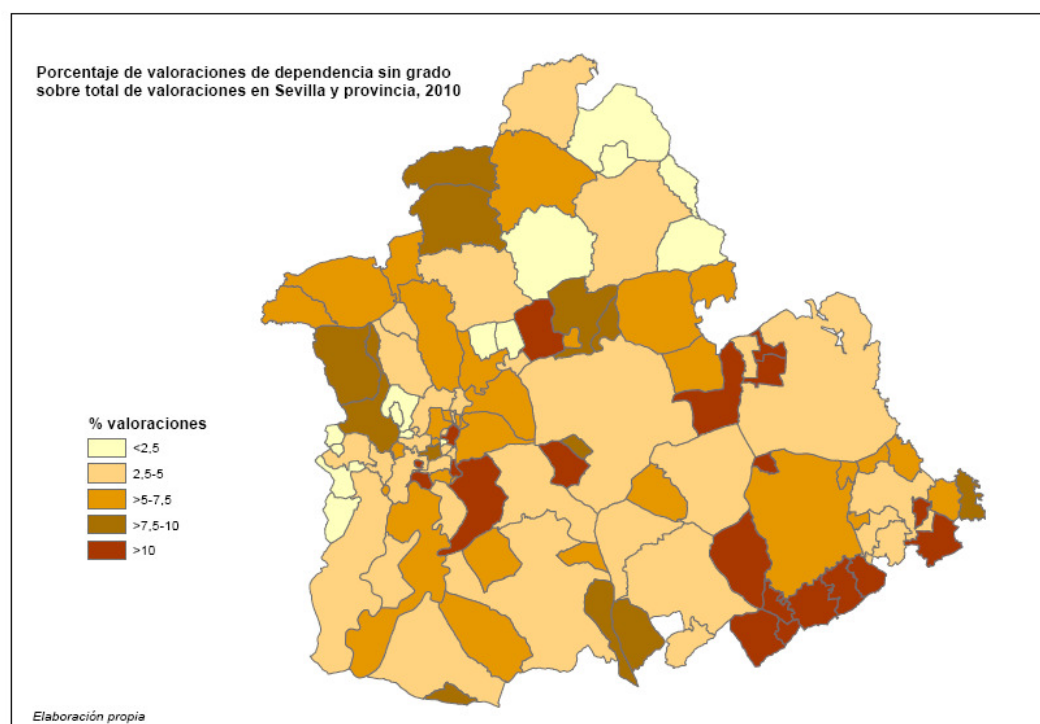 Porcentaje de valoraciones de dependencia sin grado
sobre total de valoraciones en Sevilla y provincia, 2010
% valoraciones
<2,5
2,5-5
>5-7,5
>7,5-10
>10
Elaboración propia